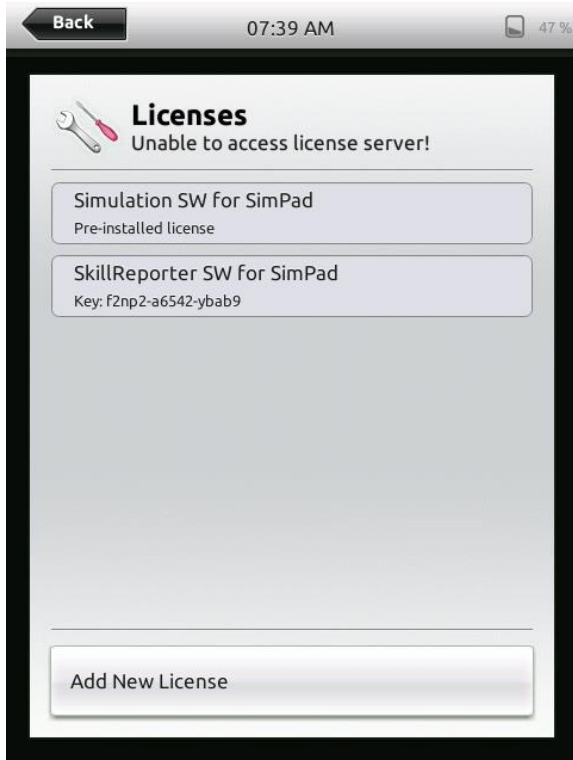 Back
07:39 AM
47 %
Licenses
Unable to access license server!
Simulation SW for SimPad
Pre-installed license
SkillReporter SW for SimPad
Key: f2np2-a6542-ybab9
Add New License